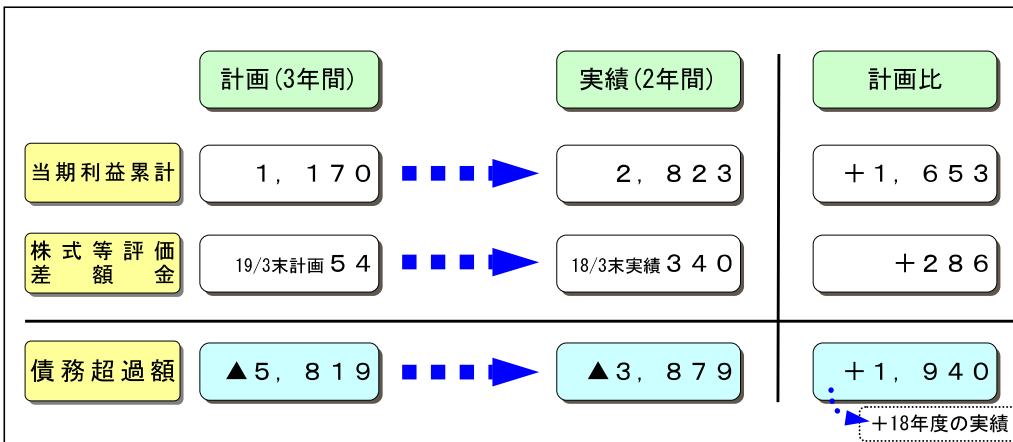 計画(3年間) 実績(2年間) 計画比
当期利益累計 １，１７０ ２，８２３ ＋１，６５３
株式等評価
差額金 19/3末計画５４ 18/3末実績３４０ ＋２８６
債務超過額 ▲５，８１９ ▲３，８７９ ＋１，９４０
＋18年度の実績